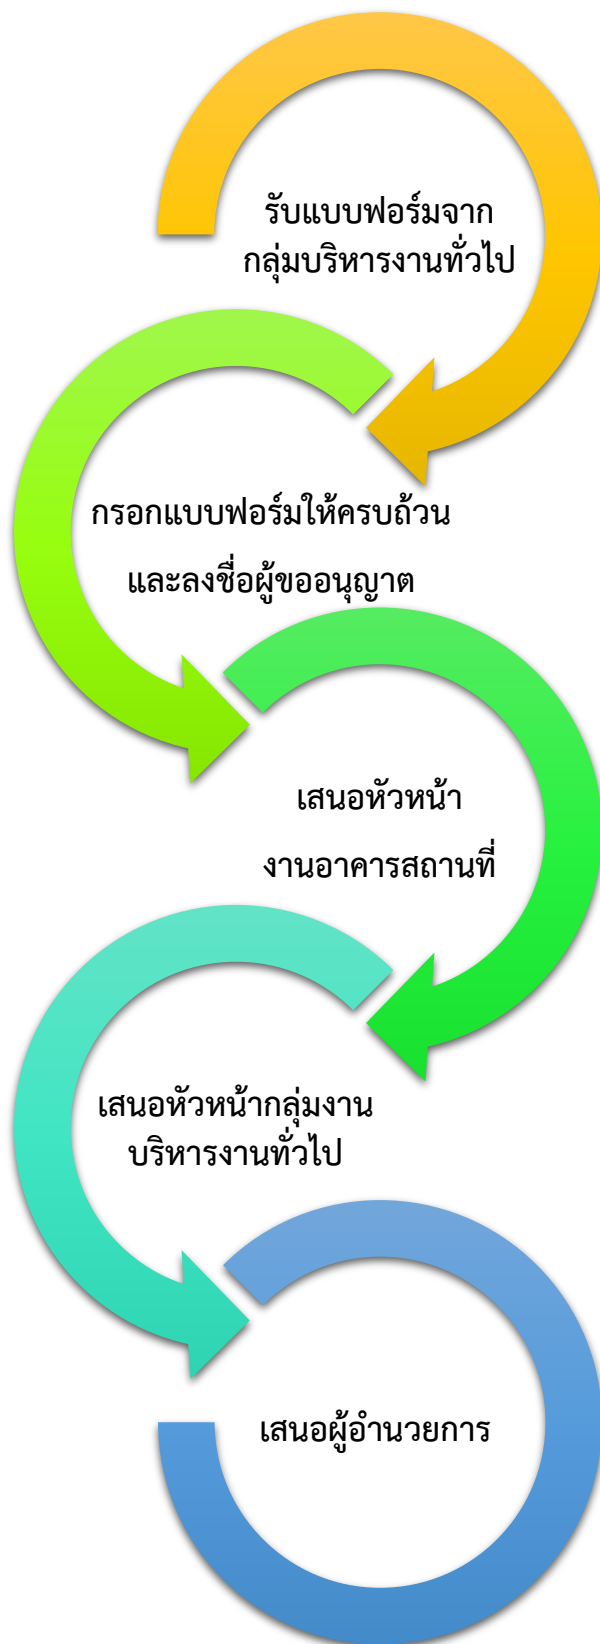 รับแบบฟอร์มจาก
กลุ่มบริหารงานทั่วไป
กรอกแบบฟอร์มให้ครบถ้วน
และลงชื่อผู้ขออนุญาต
เสนอหัวหน้า
งานอาคารสถานที่
เสนอหัวหน้ากลุ่มงาน
บริหารงานทั่วไป
เสนอผู้อำนวยการ